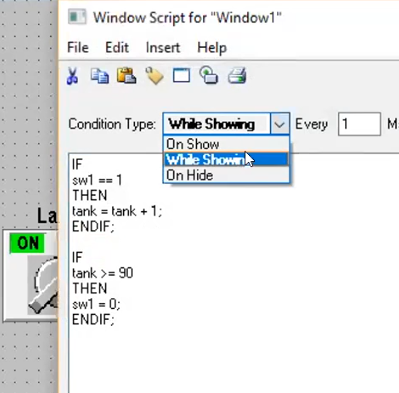 Window Script for "Window1"
File Edit Insert Help
Condition Type: While Showing Every 1
On Show
While Showing
On Hide
IF
sw1 == 1
THEN
tank = tank + 1;
ENDIF;
IF
tank >= 90
THEN
sw1 = 0;
ENDIF;
La
ON